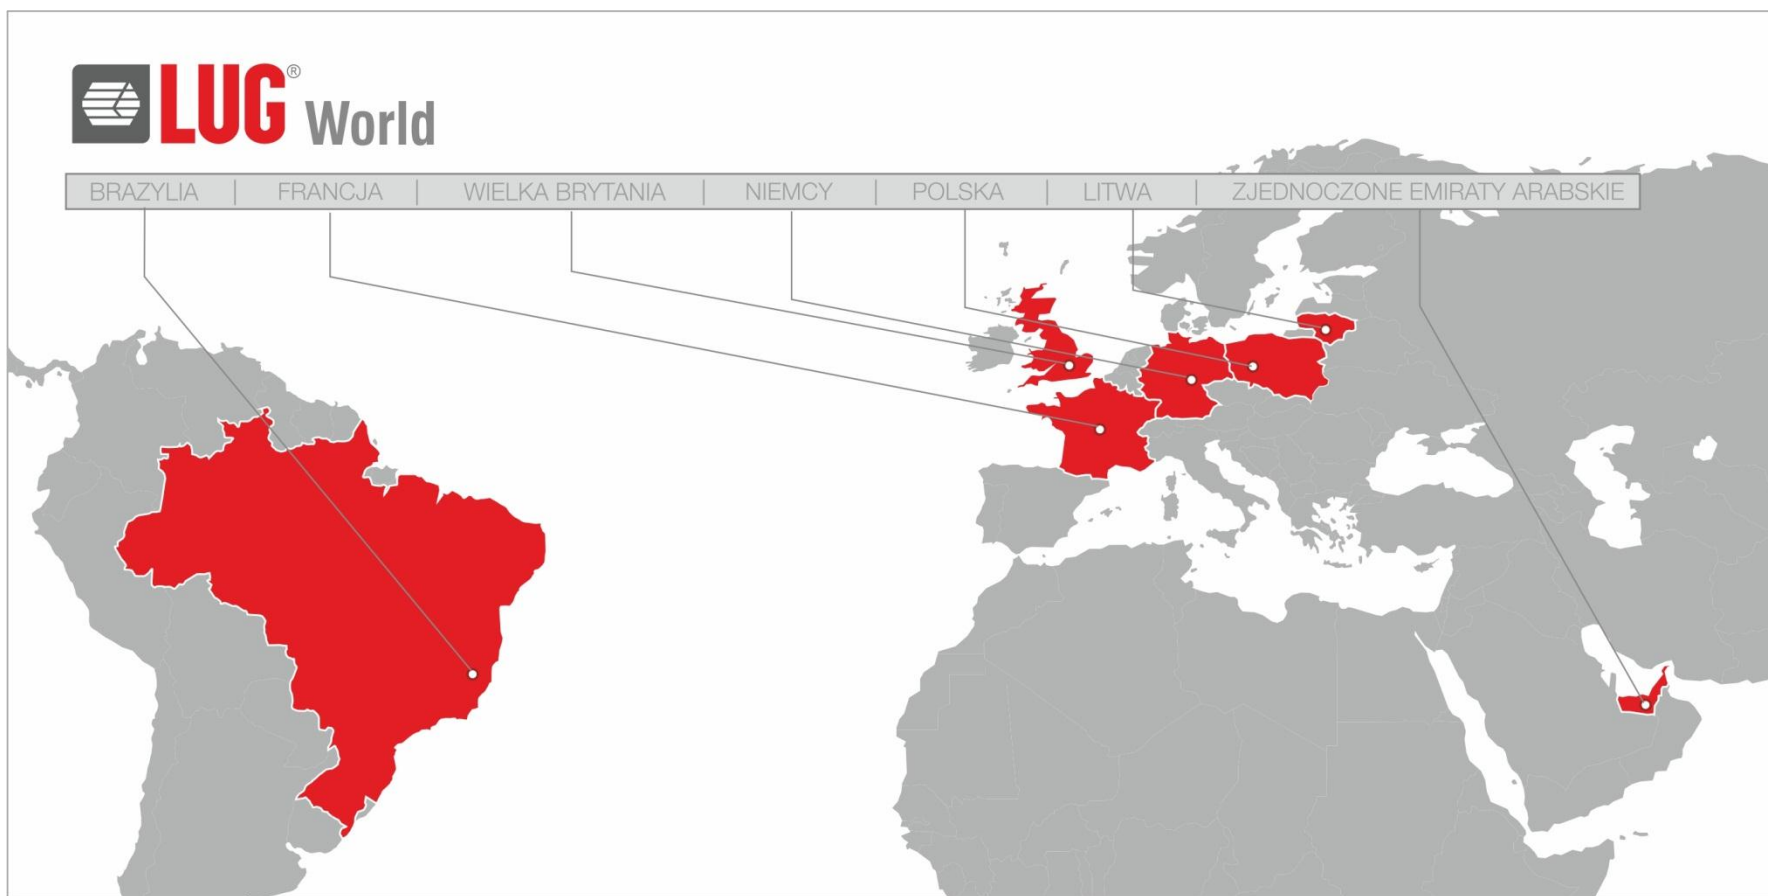 LUG® World
BRAZYLIA | FRANCJA | WIELKA BRYTANIA | NIEMCY | POLSKA | LITWA | ZJEDNOCZONE EMIRATY ARABSKIE